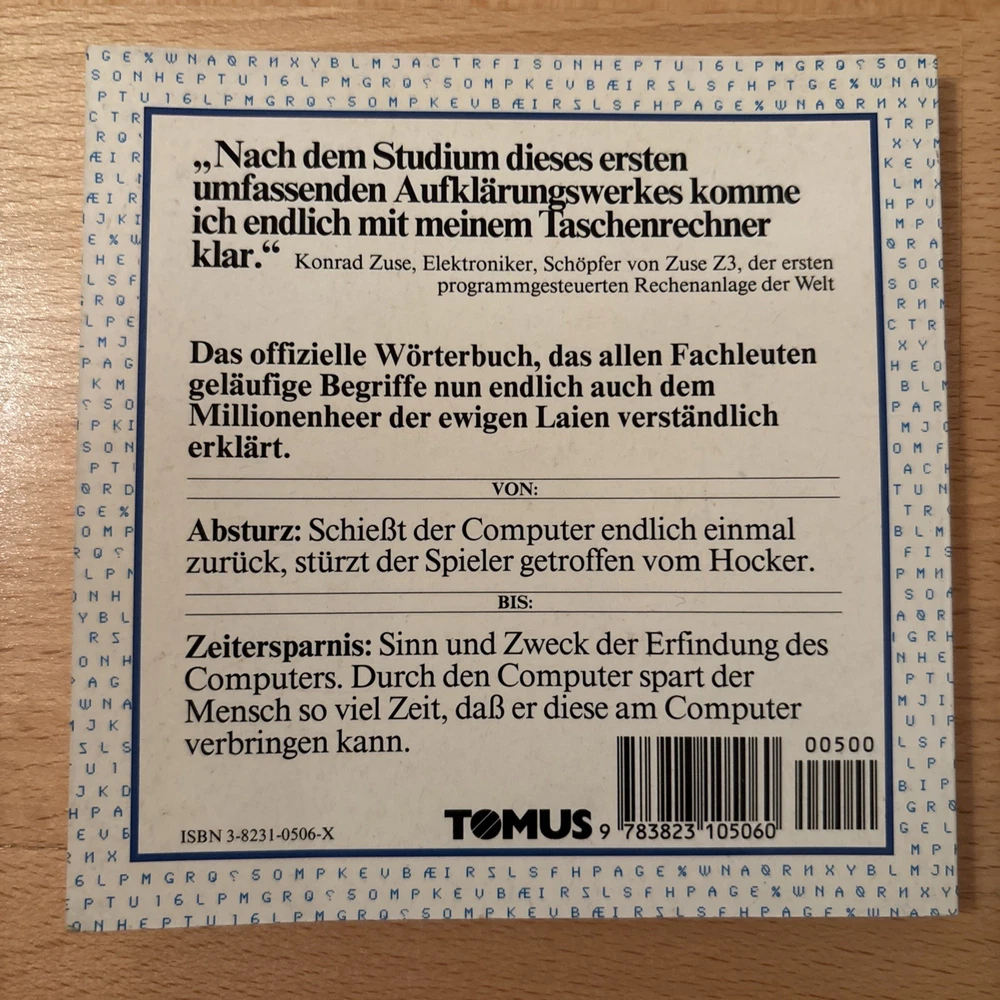 „Nach dem Studium dieses ersten
umfassenden Aufklärungswerkes komme
ich endlich mit meinem Taschenrechner
klar.“ Konrad Zuse, Elektroniker, Schöpfer von Zuse Z3, der ersten
programmgesteuerten Rechenanlage der Welt
Das offizielle Wörterbuch, das allen Fachleuten
geläufige Begriffe nun endlich auch dem
Millionenheer der ewigen Laien verständlich
erklärt.
VON:
Absturz: Schießt der Computer endlich einmal
zurück, stürzt der Spieler getroffen vom Hocker.
BIS:
Zeitersparnis: Sinn und Zweck der Erfindung des
Computers. Durch den Computer spart der
Mensch so viel Zeit, daß er diese am Computer
verbringen kann.
00500
ISBN 3-8231-0506-X
TOMUS
9 783823 105060